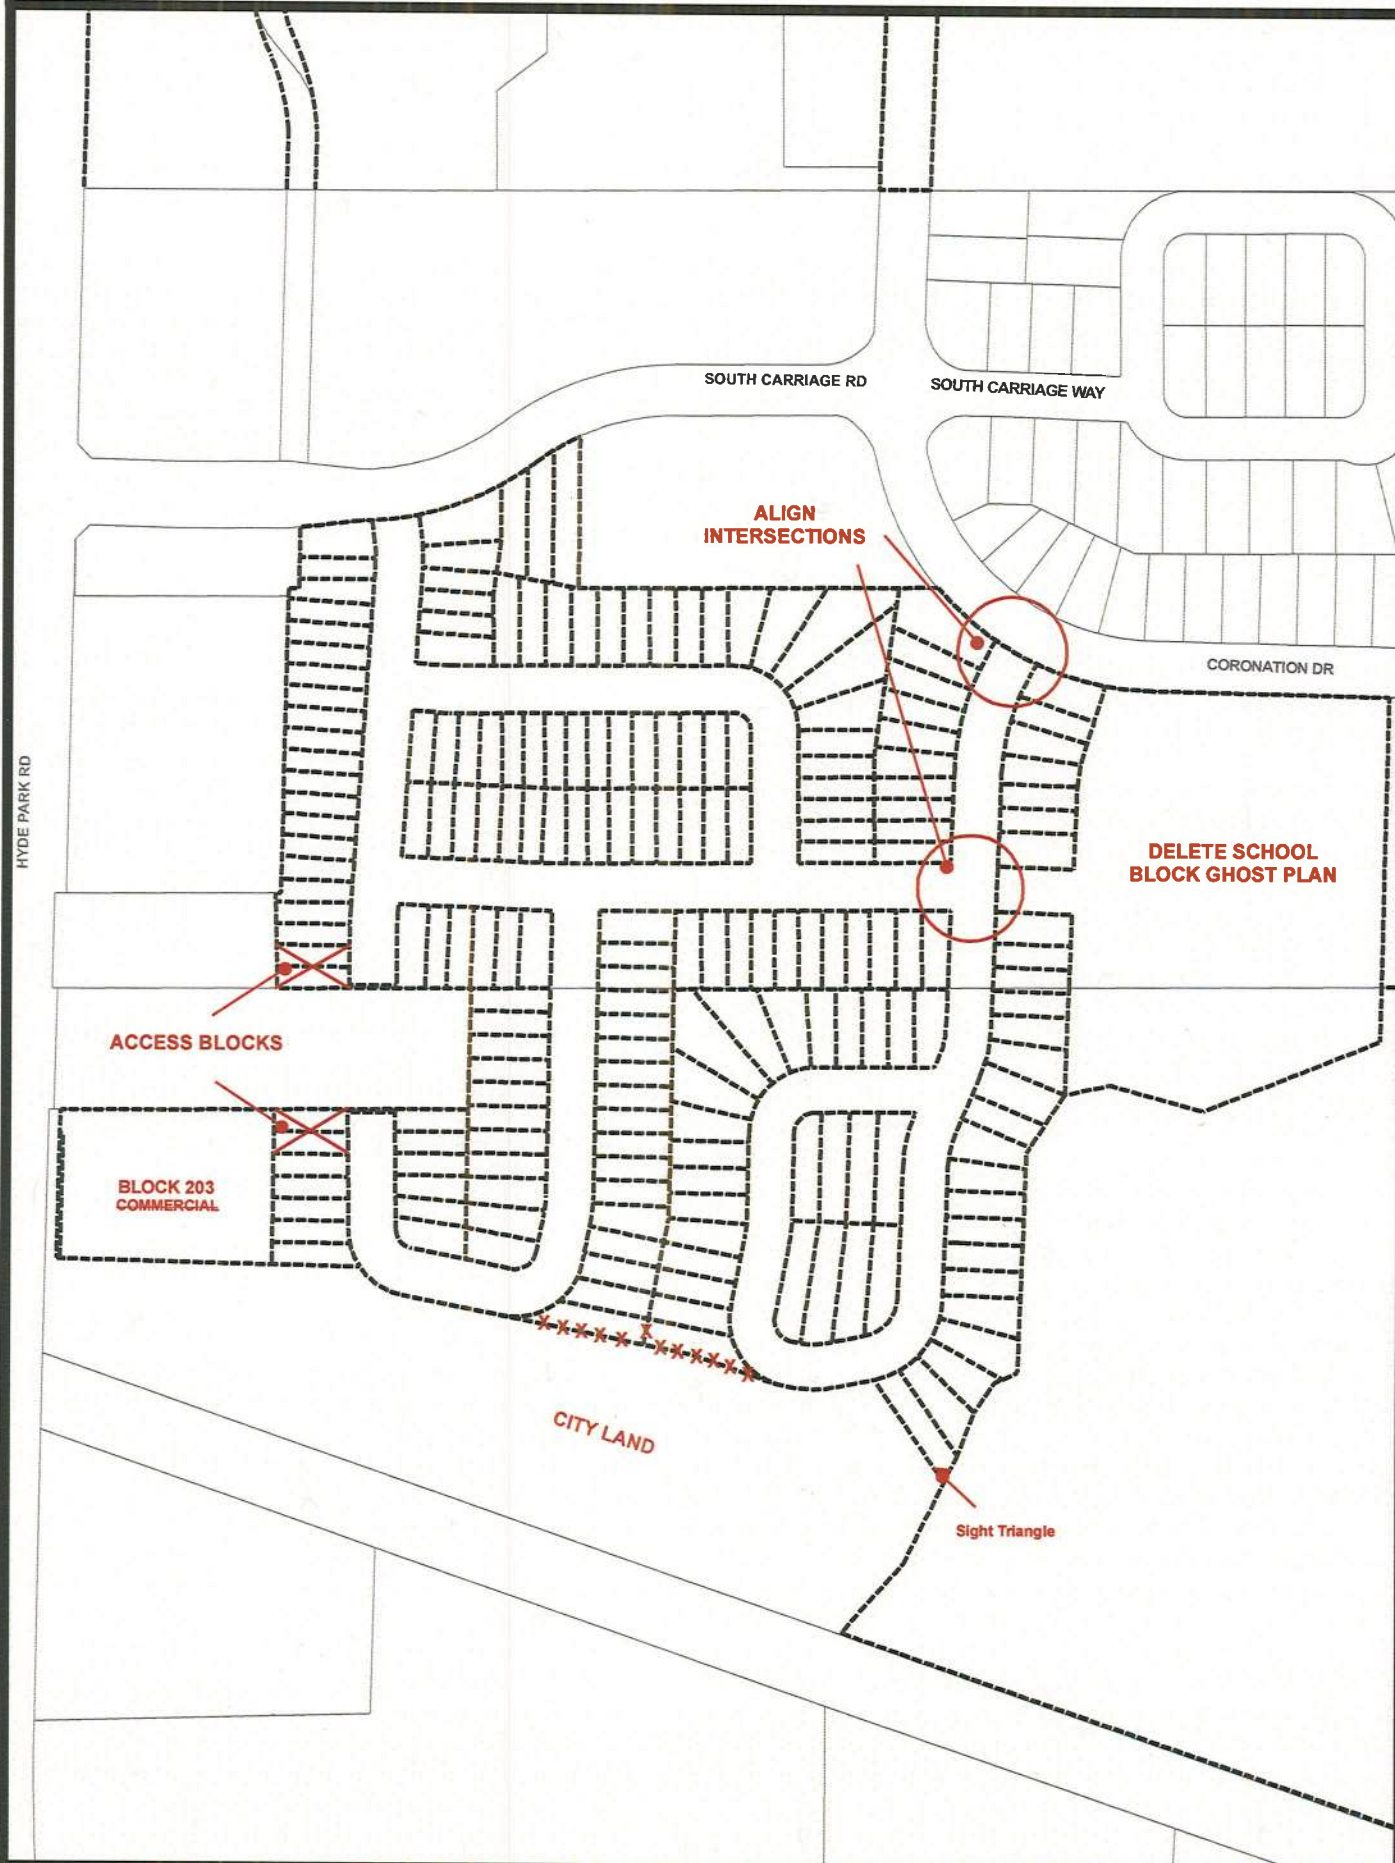 SOUTH CARRIAGE RD
SOUTH CARRIAGE WAY
ALIGN
INTERSECTIONS
CORONATION DR
HYDE PARK RD
DELETE SCHOOL
BLOCK GHOST PLAN
ACCESS BLOCKS
BLOCK 203
COMMERCIAL
X X X X X X X X X X X X
CITY LAND
Sight Triangle